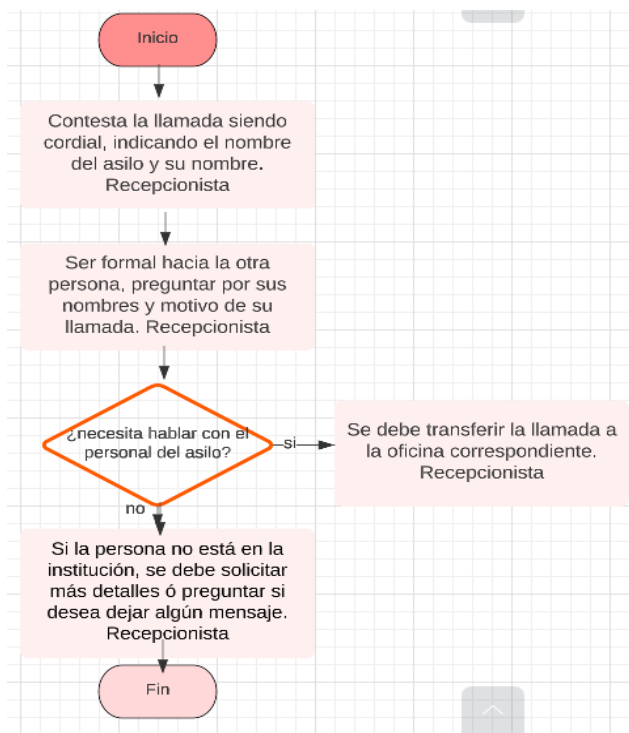 Inicio
Contesta la llamada siendo
cordial, indicando el nombre
del asilo y su nombre.
Recepcionista
Ser formal hacia la otra
persona, preguntar por sus
nombres y motivo de su
llamada. Recepcionista
¿necesita hablar con el
personal del asilo?
si
Se debe transferir la llamada a
la oficina correspondiente.
Recepcionista
no
Si la persona no está en la
institución, se debe solicitar
más detalles ó preguntar si
desea dejar algún mensaje.
Recepcionista
Fin